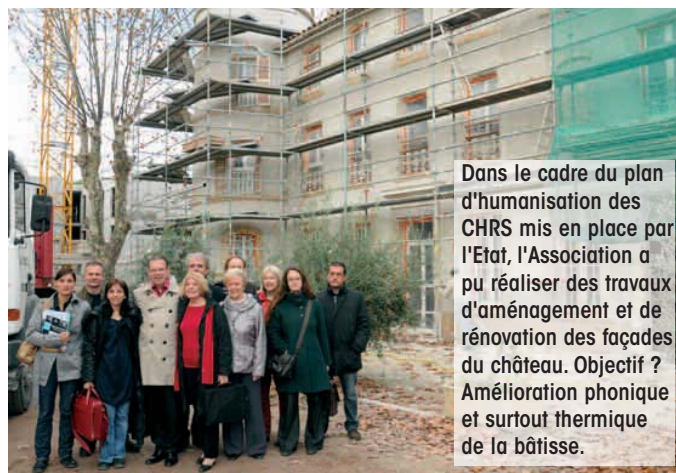 Dans le cadre du plan
d'humanisation des
CHRS mis en place par
l'Etat, l'Association a
pu réaliser des travaux
d'aménagement et de
rénovation des façades
du château. Objectif ?
Amélioration phonique
et surtout thermique
de la bâtisse.